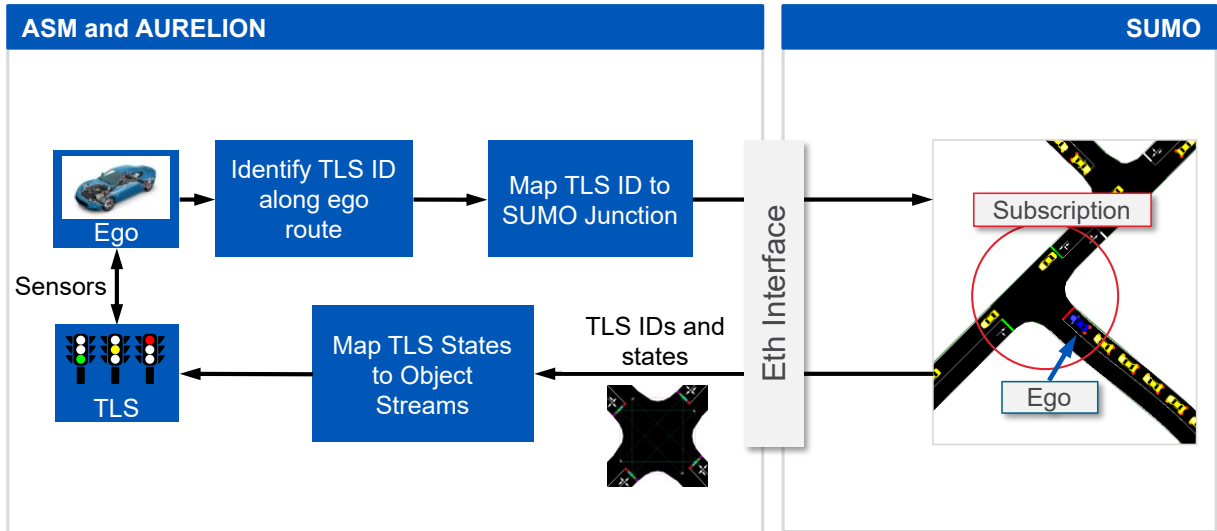 ASM and AURELION
SUMO
Ego
Identify TLS ID
along ego
route
Map TLS ID to
SUMO Junction
Eth Interface
Subscription
Sensors
TLS
Map TLS States
to Object
Streams
TLS IDs and
states
Ego